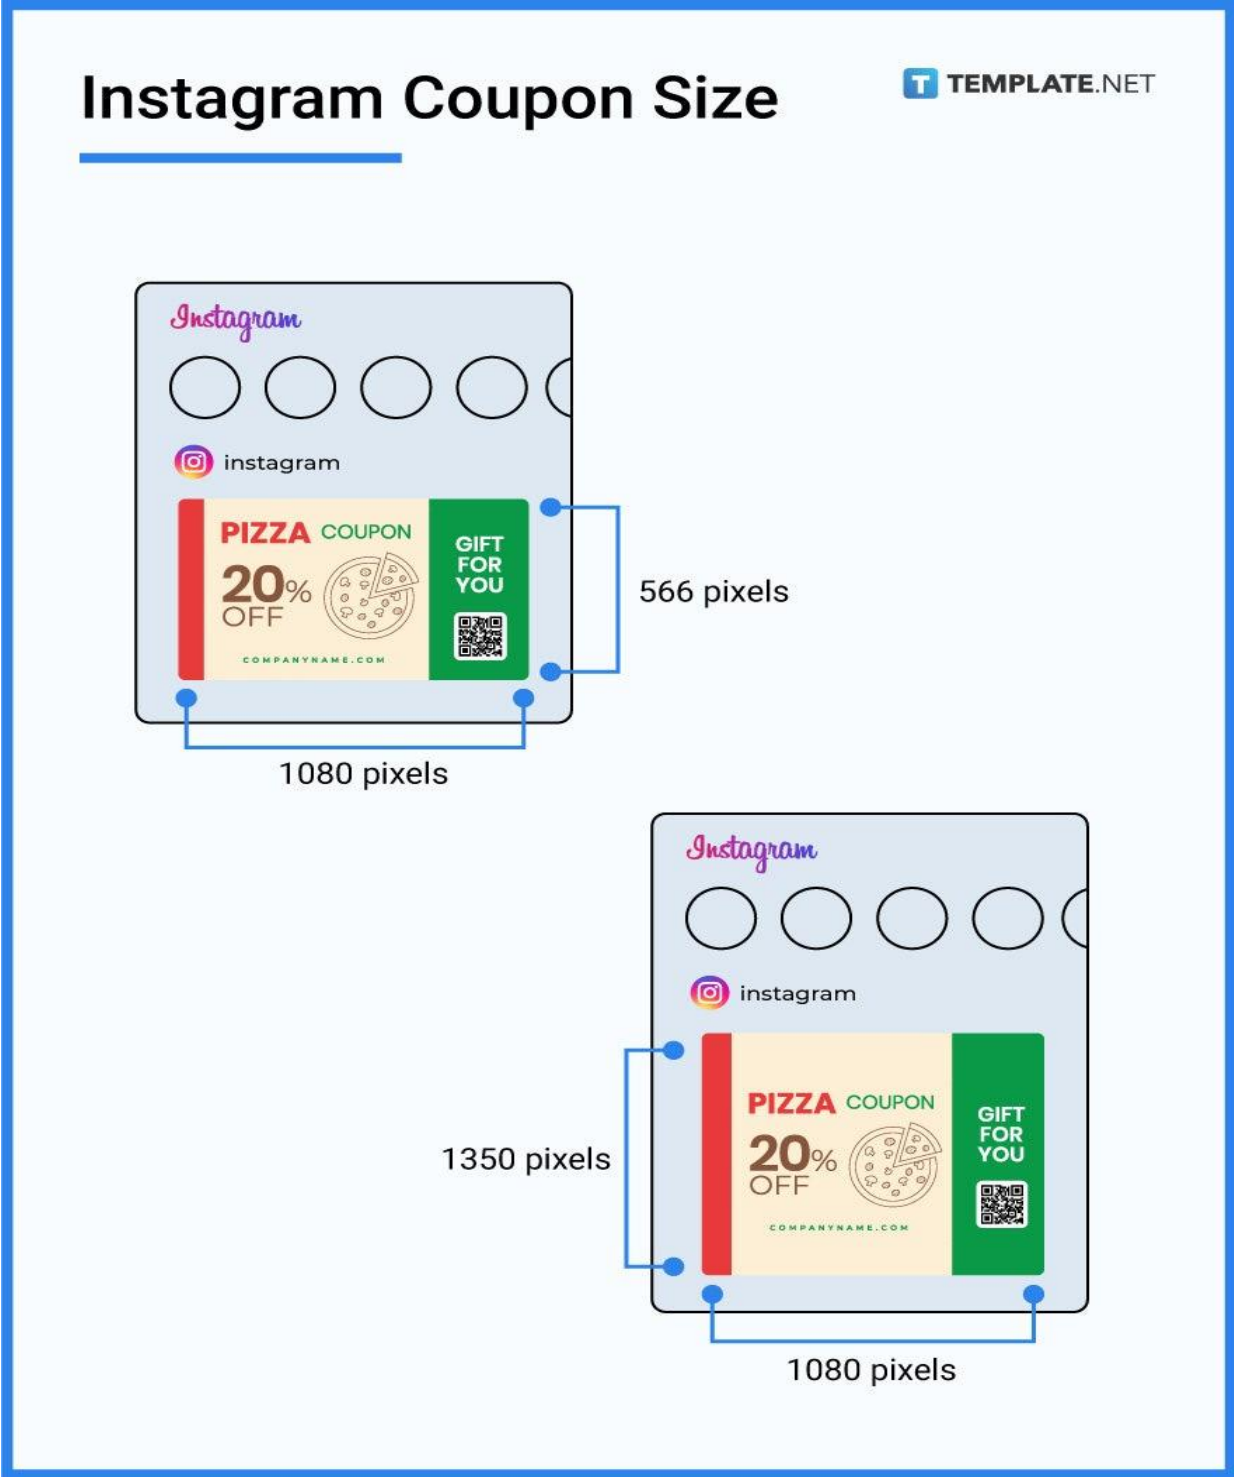 Instagram Coupon Size
T TEMPLATE.NET
Instagram
instagram
PIZZA COUPON
20%
OFF
COMPANYNAME.COM
GIFT
FOR
YOU
566 pixels
1080 pixels
Instagram
instagram
PIZZA COUPON
20%
OFF
COMPANYNAME.COM
GIFT
FOR
YOU
1350 pixels
1080 pixels